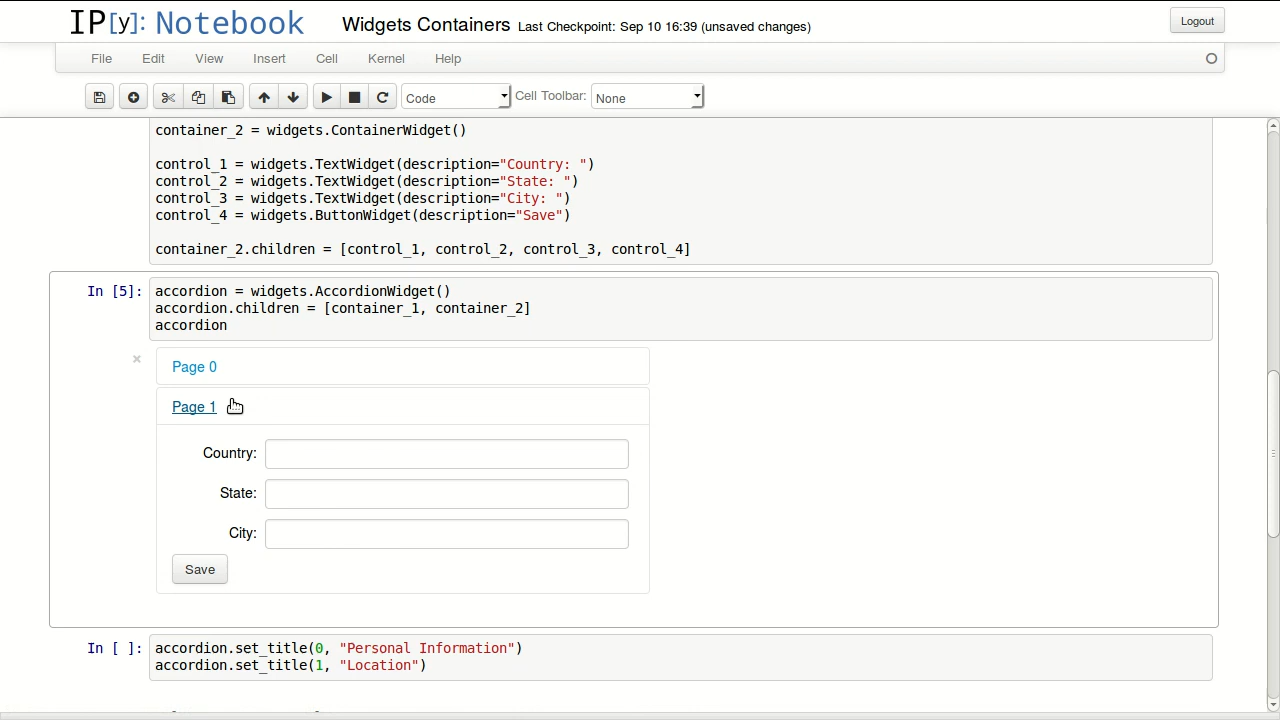 IP[y]: Notebook Widgets Containers Last Checkpoint: Sep 10 16:39 (unsaved changes) Logout
File Edit View Insert Cell Kernel Help
Code Cell Toolbar: None
container_2 = widgets.ContainerWidget()
control_1 = widgets.TextWidget(description="Country: ")
control_2 = widgets.TextWidget(description="State: ")
control_3 = widgets.TextWidget(description="City: ")
control_4 = widgets.ButtonWidget(description="Save")
container_2.children = [control_1, control_2, control_3, control_4]
In [5]: accordion = widgets.AccordionWidget()
accordion.children = [container_1, container_2]
accordion
Page 0
Page 1
Country:
State:
City:
Save
In [ ]: accordion.set_title(0, "Personal Information")
accordion.set_title(1, "Location")